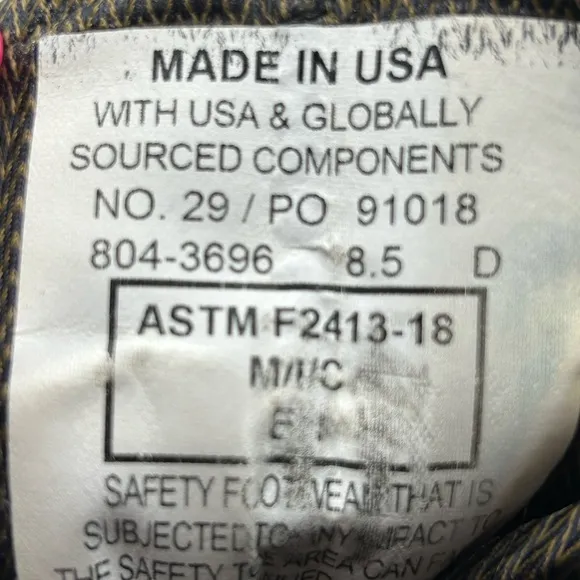 MADE IN USA
WITH USA & GLOBALLY
SOURCED COMPONENTS
NO. 29 / PO 91018
804-3696 8.5 D
ASTM F2413-18
M/I/C
E
SAFETY FOOTWEAR THAT IS
SUBJECTED TO ANY IMPACT TO
THE SAFETY AREA CAN